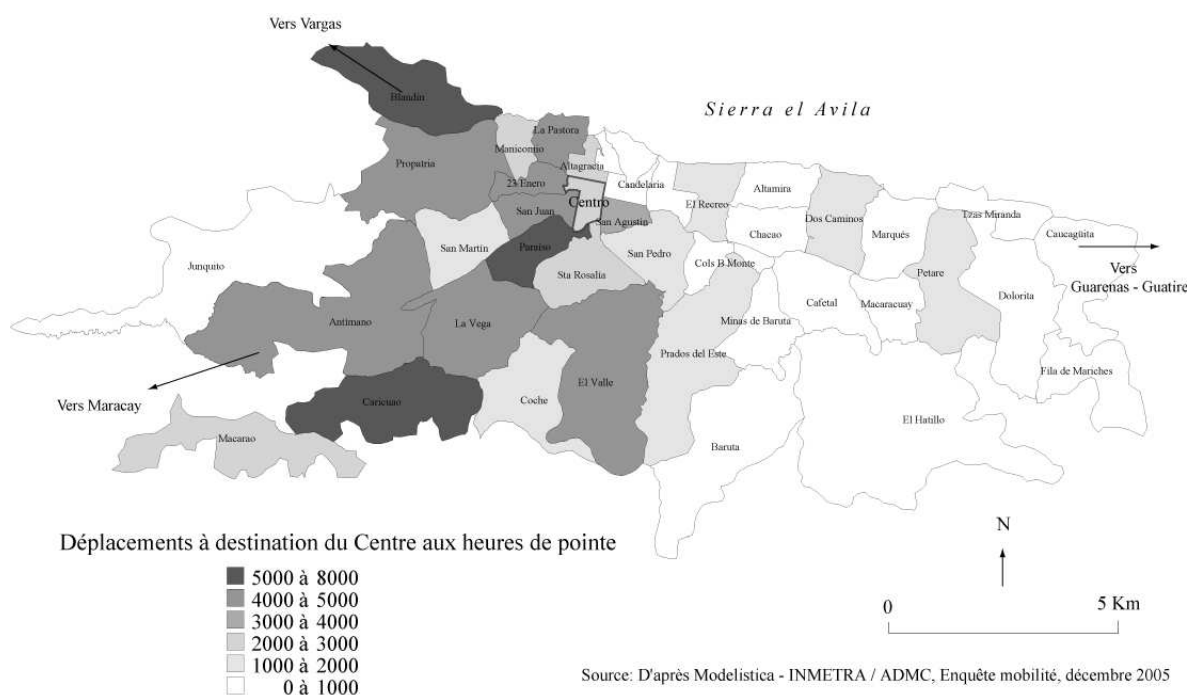 Vers Vargas
Blandín
Sierra el Avila
La Pastora
Manicomio
Propatria
Altagracia
23 Enero
Candelaria
Altamira
Centro
El Recreo
Dos Caminos
Tzas Miranda
San Juan
San Agustín
Chacao
Marqués
Caucagüita
San Martín
Paraiso
San Pedro
Junquito
Cols B Monte
Petare
Vers
Guarenas - Guatire
Sta Rosalía
Dolorita
Cafetal
Macaracuay
Antímano
La Vega
Minas de Baruta
Prados del Este
Fila de Mariches
El Valle
Vers Maracay
Caricuao
Coche
El Hatillo
Macarao
Baruta
N
Déplacements à destination du Centre aux heures de pointe
5000 à 8000
4000 à 5000
3000 à 4000
2000 à 3000
1000 à 2000
0 à 1000
0 5 Km
Source: D'après Modelistica - INMETRA / ADMC, Enquête mobilité, décembre 2005